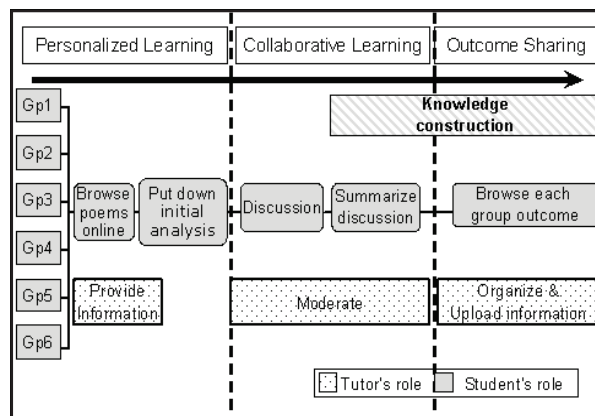 Personalized Learning
Collaborative Learning
Outcome Sharing
Knowledge
construction
Gp1
Gp2
Gp3
Gp4
Gp5
Gp6
Browse
poems
online
Put down
initial
analysis
Discussion
Summarize
discussion
Browse each
group outcome
Provide
Information
Moderate
Organize &
Upload information
Tutor's role
Student's role